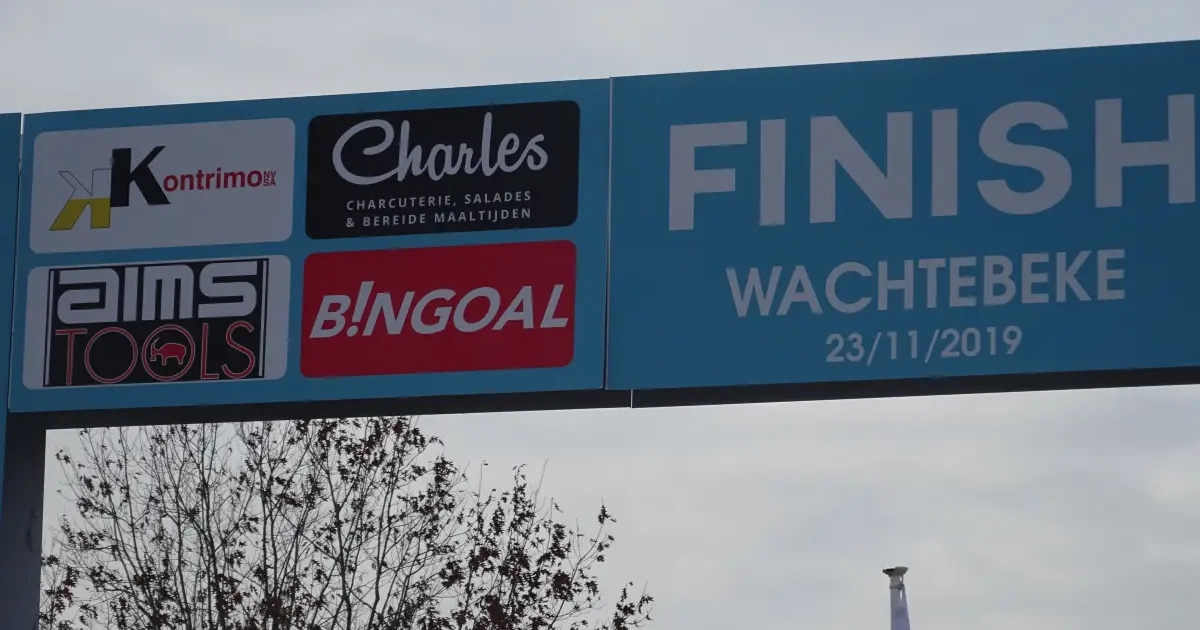 Kontrimo NV SA
Charles
CHARCUTERIE, SALADES
& BEREIDE MAALTIJDEN
aims
TOOLS
B!NGOAL
FINISH
WACHTEBEKE
23/11/2019